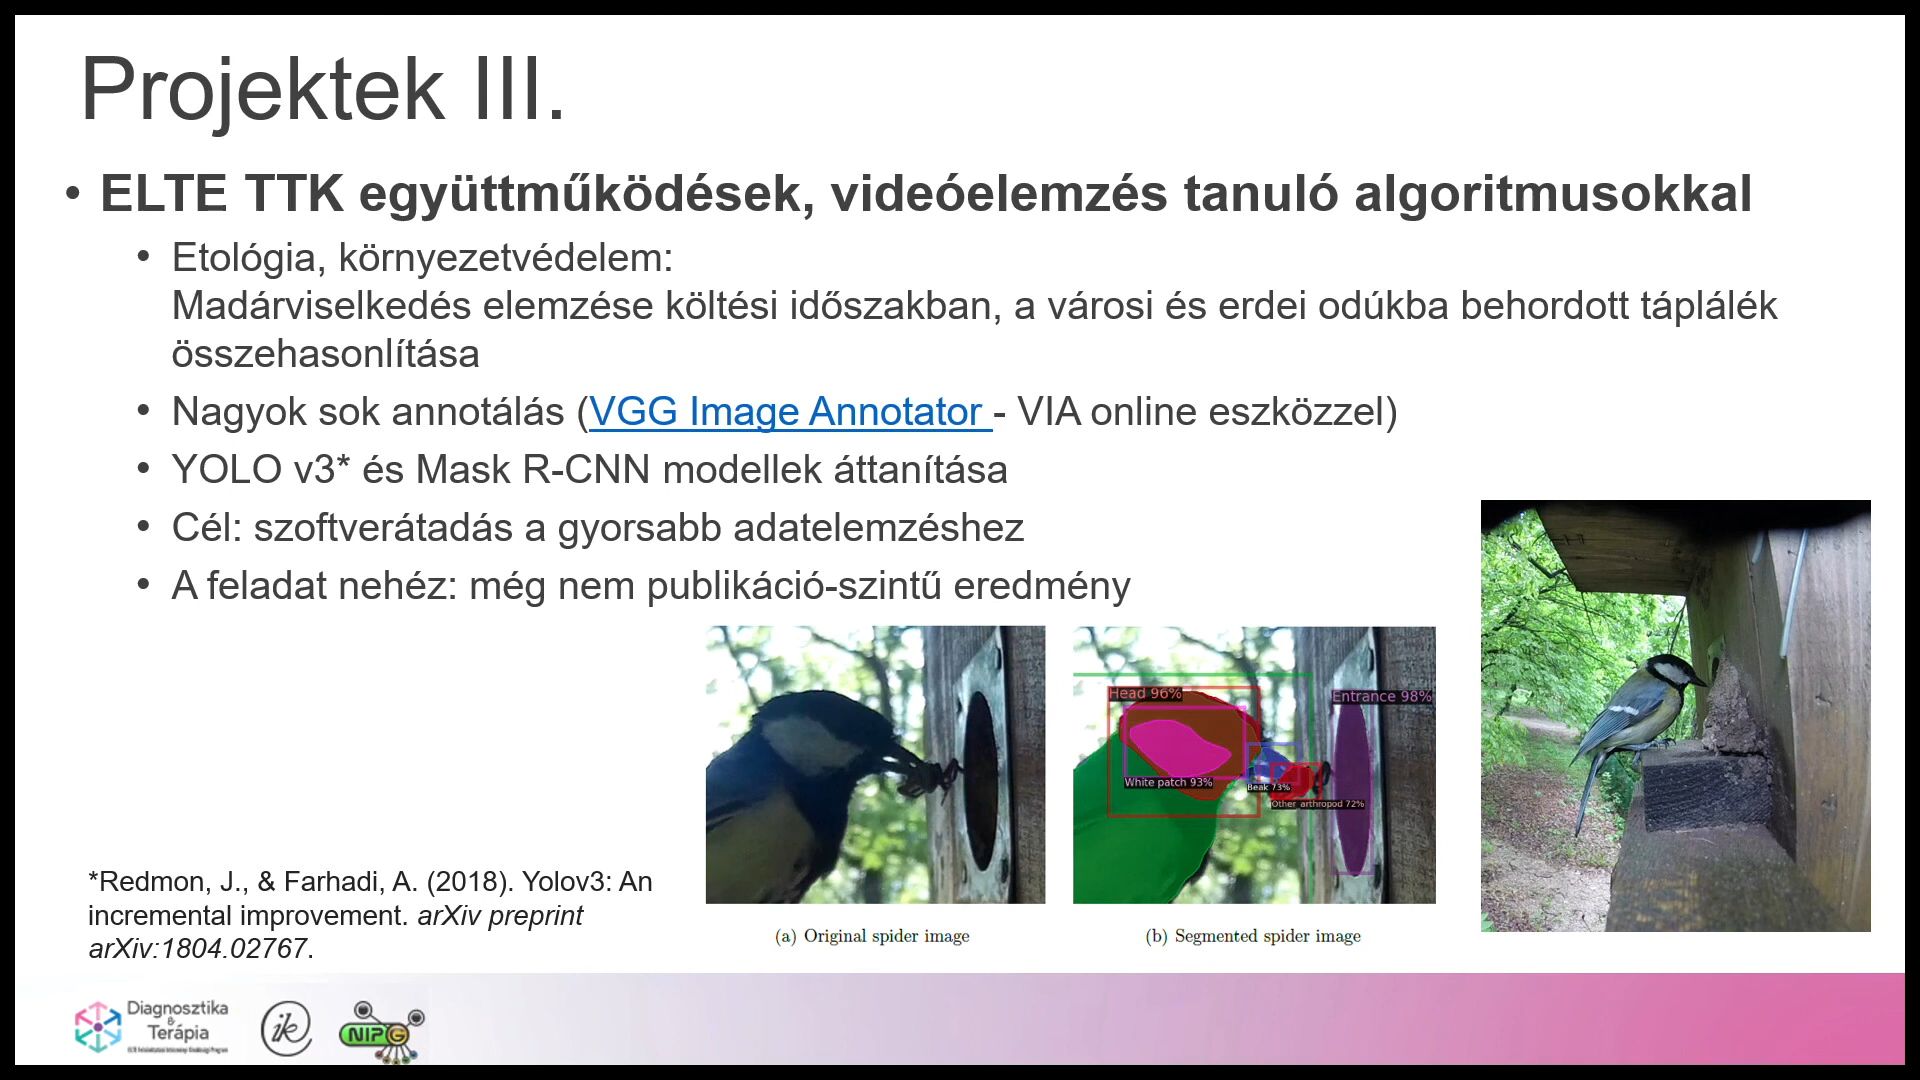 Projektek III.
• ELTE TTK együttműködések, videóelemzés tanuló algoritmusokkal
• Etológia, környezetvédelem:
Madárviselkedés elemzése költési időszakban, a városi és erdei odúkba behordott táplálék
összehasonlítása
• Nagyok sok annotálás (VGG Image Annotator - VIA online eszközzel)
• YOLO v3* és Mask R-CNN modellek áttanítása
• Cél: szoftverátadás a gyorsabb adatelemzéshez
• A feladat nehéz: még nem publikáció-szintű eredmény
Head 96%
Entrance 98%
White patch 93%
Beak 73%
Other arthropod 72%
(a) Original spider image
(b) Segmented spider image
*Redmon, J., & Farhadi, A. (2018). Yolov3: An
incremental improvement. arXiv preprint
arXiv:1804.02767.
Diagnosztika
&
Terápia
ik
NIPG